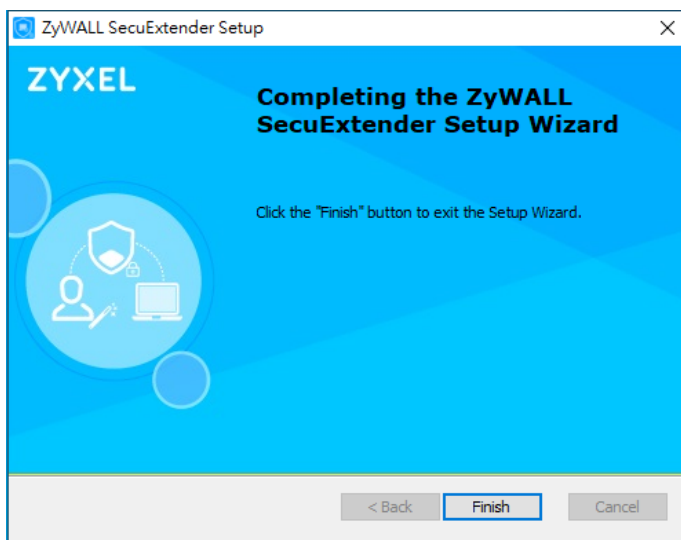 ZyWALL SecuExtender Setup
ZYXEL
Completing the ZyWALL
SecuExtender Setup Wizard
Click the "Finish" button to exit the Setup Wizard.
< Back
Finish
Cancel